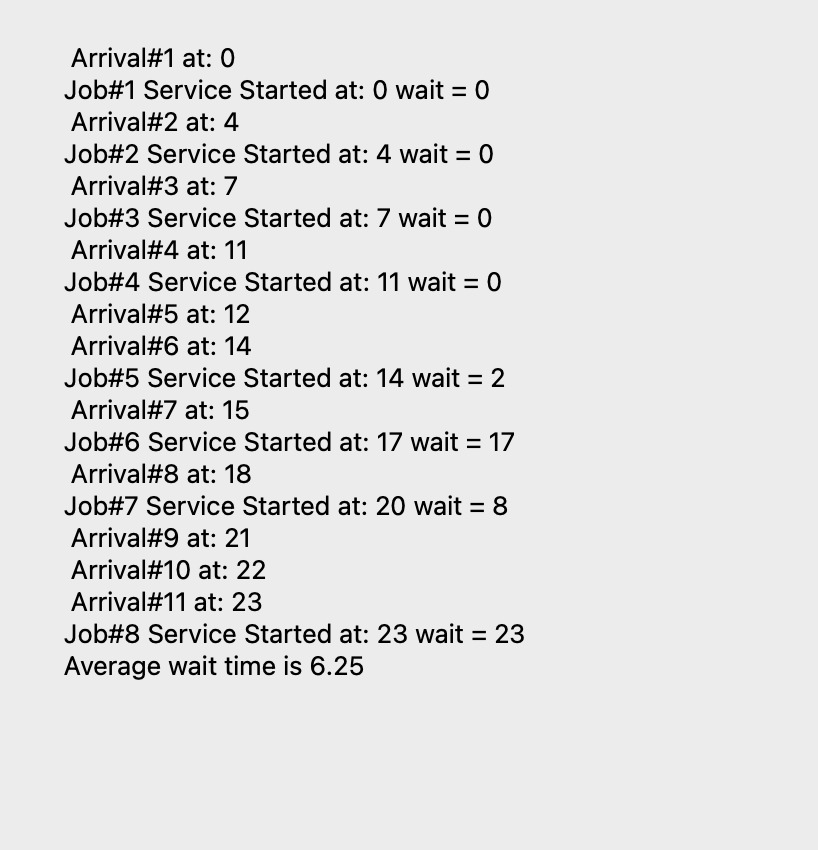 Arrival#1 at: 0
Job#1 Service Started at: 0 wait = 0
Arrival#2 at: 4
Job#2 Service Started at: 4 wait = 0
Arrival#3 at: 7
Job#3 Service Started at: 7 wait = 0
Arrival#4 at: 11
Job#4 Service Started at: 11 wait = 0
Arrival#5 at: 12
Arrival#6 at: 14
Job#5 Service Started at: 14 wait = 2
Arrival#7 at: 15
Job#6 Service Started at: 17 wait = 17
Arrival#8 at: 18
Job#7 Service Started at: 20 wait = 8
Arrival#9 at: 21
Arrival#10 at: 22
Arrival#11 at: 23
Job#8 Service Started at: 23 wait = 23
Average wait time is 6.25